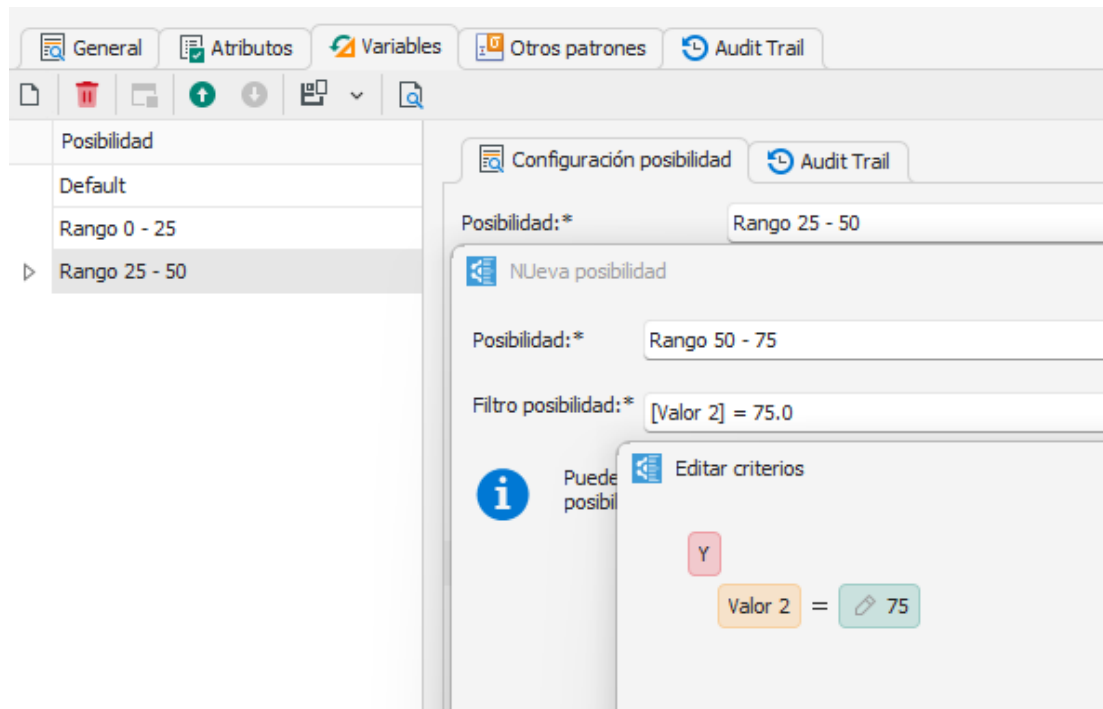 General Atributos Variables Otros patrones Audit Trail
Posibilidad
Default
Rango 0 - 25
Rango 25 - 50
Configuración posibilidad Audit Trail
Posibilidad:* Rango 25 - 50
NUeva posibilidad
Posibilidad:* Rango 50 - 75
Filtro posibilidad:* [Valor 2] = 75.0
Puede
posibil
Editar criterios
Y
Valor 2 = 75